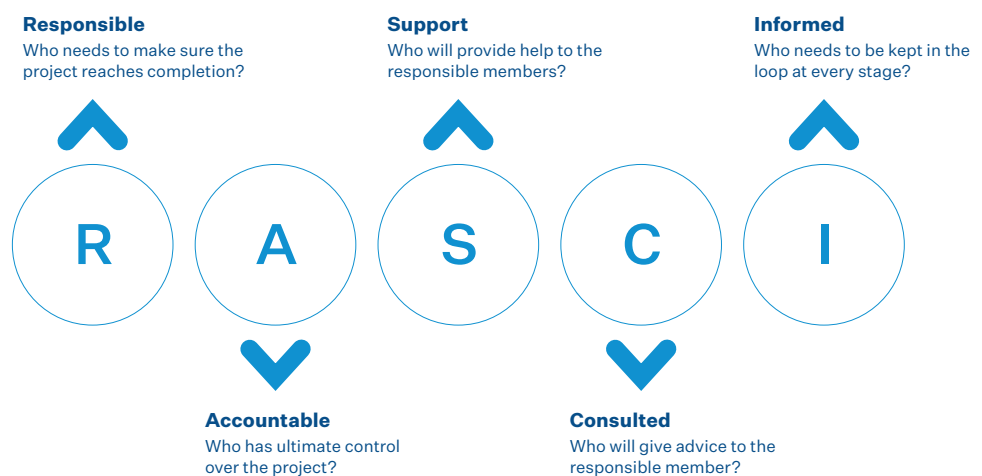 Responsible
Who needs to make sure the
project reaches completion?
Support
Who will provide help to the
responsible members?
Informed
Who needs to be kept in the
loop at every stage?
R
A
S
C
I
Accountable
Who has ultimate control
over the project?
Consulted
Who will give advice to the
responsible member?